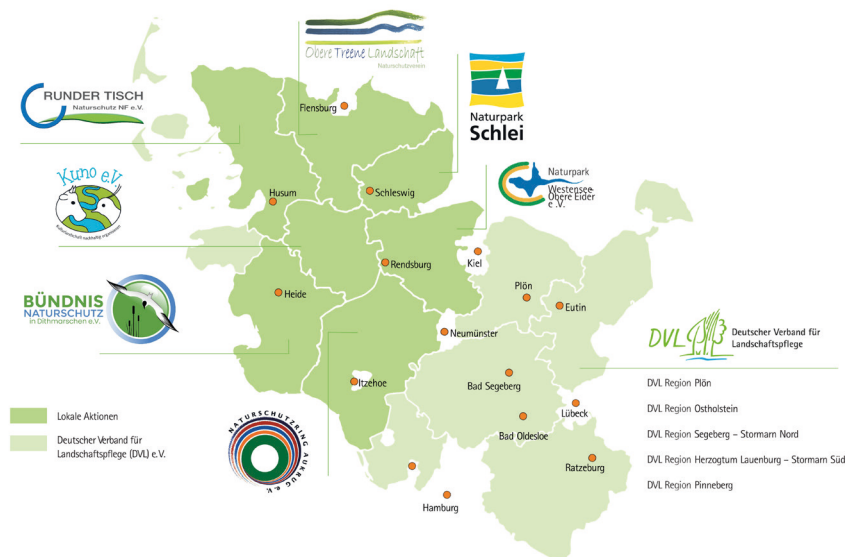 Obere Treene Landschaft
Naturschutzverein
RUNDER TISCH
Naturschutz NF e.V.
Naturpark
Schlei
Flensburg
Kuno e.V
Kulturlandschaft nachhaltig organisieren
Husum
Schleswig
Naturpark
Westensee-
Obere Eider
e .V.
Rendsburg
Kiel
BÜNDNIS
NATURSCHUTZ
in Dithmarschen e.V.
Heide
Plön
Eutin
Neumünster
DVL
Deutscher Verband für
Landschaftspflege
Itzehoe
Bad Segeberg
DVL Region Plön
Lübeck
DVL Region Ostholstein
Lokale Aktionen
Bad Oldesloe
NATURSCHUTZRING AUKRUG e.V.
DVL Region Segeberg – Stormarn Nord
Deutscher Verband für
Landschaftspflege (DVL) e.V.
Ratzeburg
DVL Region Herzogtum Lauenburg – Stormarn Süd
DVL Region Pinneberg
Hamburg